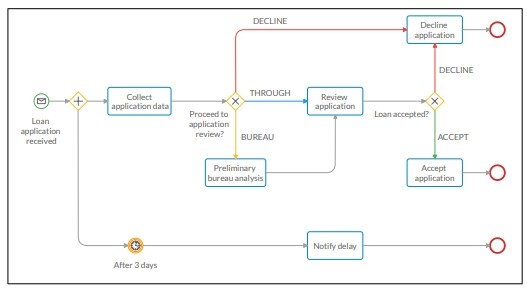 DECLINE
Decline
application
DECLINE
Collect
application data
THROUGH
Review
application
Loan
application
received
Proceed to
application
review?
Loan accepted?
BUREAU
ACCEPT
Preliminary
bureau analysis
Accept
application
Notify delay
After 3 days